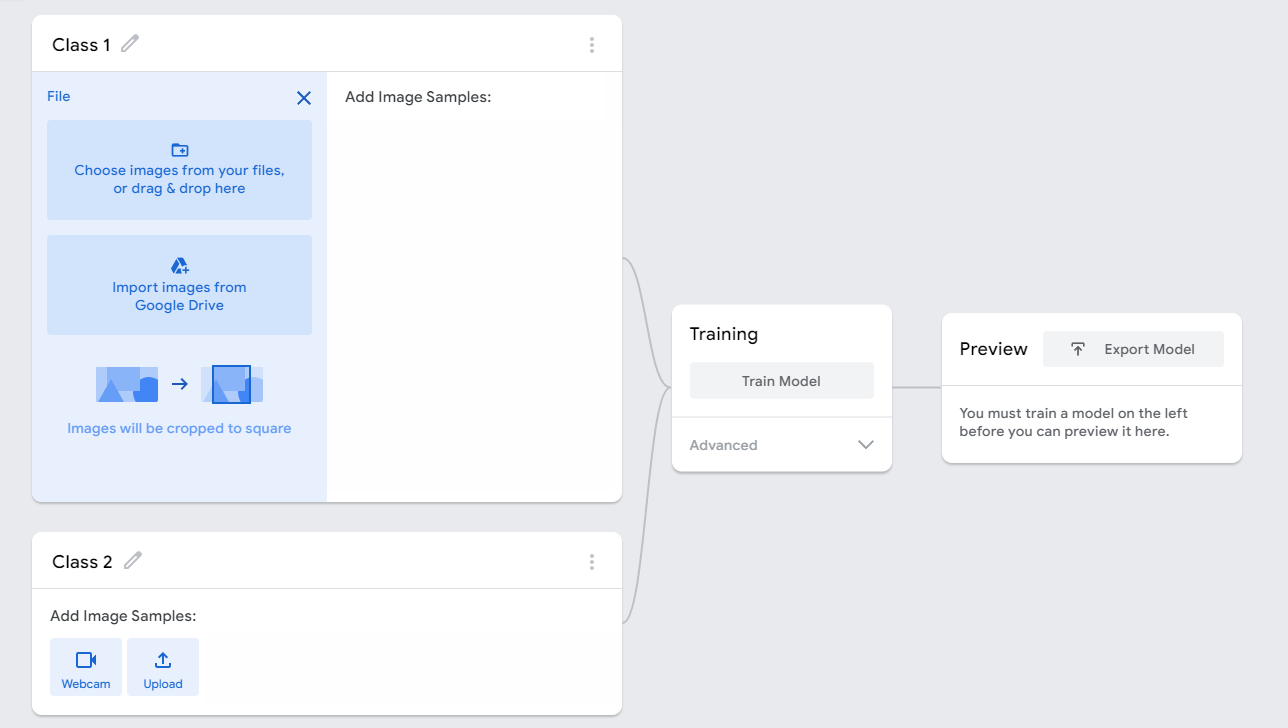 Class 1
File
Add Image Samples:
Choose images from your files,
or drag & drop here
Import images from
Google Drive
Images will be cropped to square
Class 2
Add Image Samples:
Webcam
Upload
Training
Train Model
Advanced
Preview
Export Model
You must train a model on the left
before you can preview it here.